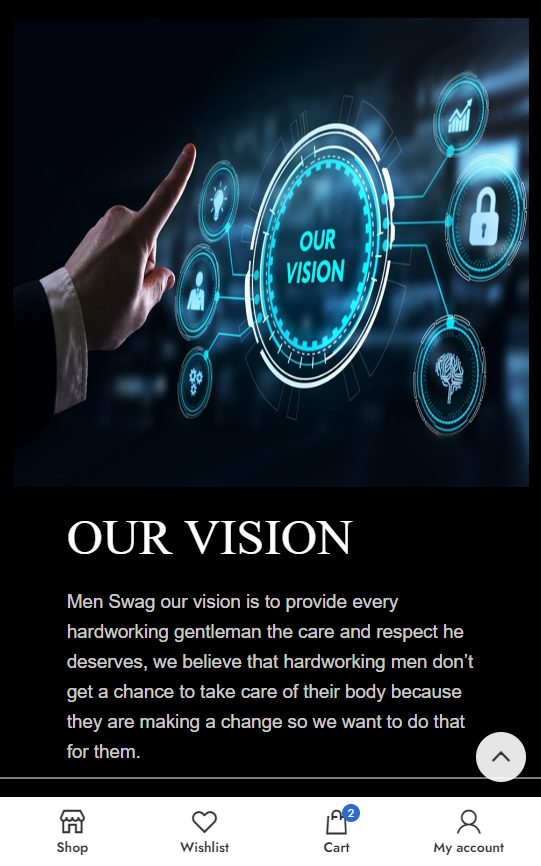 OUR
VISION
OUR VISION
Men Swag our vision is to provide every
hardworking gentleman the care and respect he
deserves, we believe that hardworking men don’t
get a chance to take care of their body because
they are making a change so we want to do that
for them.
2
Shop Wishlist Cart My account